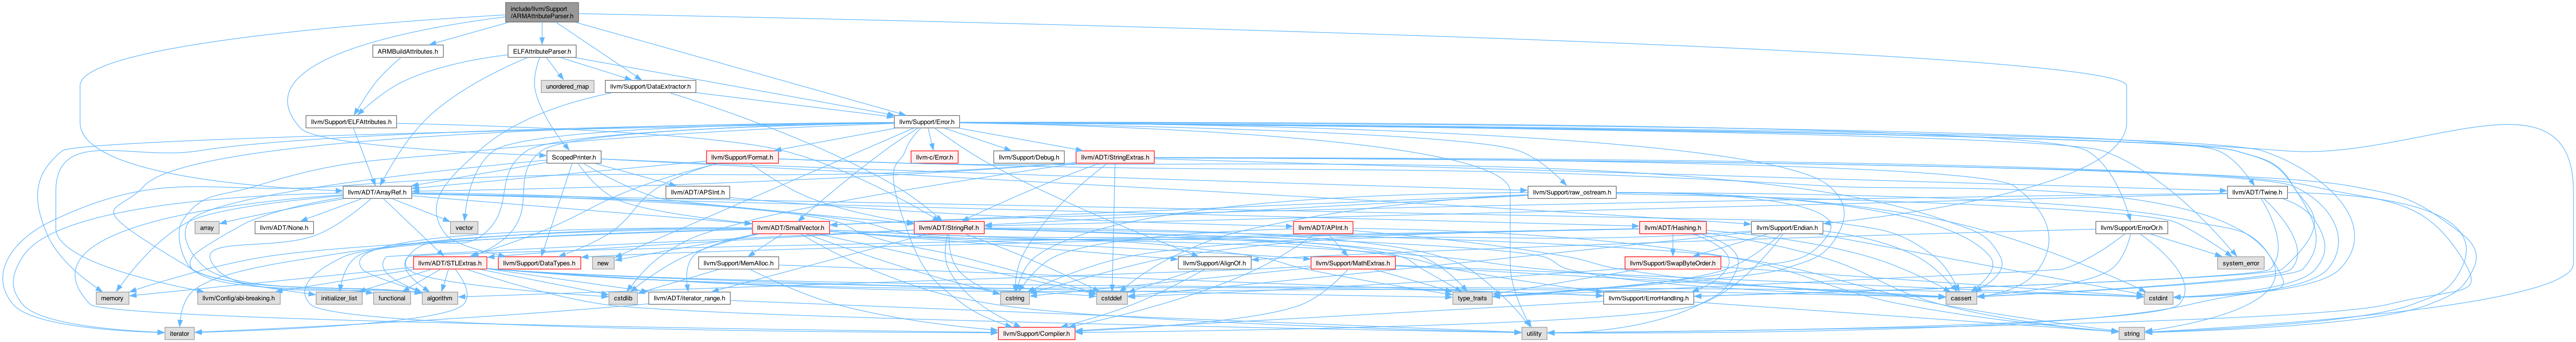 include/llvm/Support
/ARMAttributeParser.h
ARMBuildAttributes.h
ELFAttributeParser.h
unordered_map
llvm/Support/DataExtractor.h
llvm/Support/ELFAttributes.h
llvm/Support/Error.h
ScopedPrinter.h
llvm/Support/Format.h
llvm-c/Error.h
llvm/Support/Debug.h
llvm/ADT/StringExtras.h
llvm/ADT/ArrayRef.h
llvm/ADT/APSInt.h
llvm/Support/raw_ostream.h
llvm/ADT/Twine.h
array
llvm/ADT/None.h
vector
llvm/ADT/SmallVector.h
llvm/ADT/StringRef.h
llvm/ADT/APInt.h
llvm/ADT/Hashing.h
llvm/Support/Endian.h
llvm/Support/ErrorOr.h
llvm/ADT/STLExtras.h
llvm/Support/DataTypes.h
new
llvm/Support/MemAlloc.h
llvm/Support/AlignOf.h
llvm/Support/MathExtras.h
llvm/Support/SwapByteOrder.h
system_error
memory
llvm/Config/abi-breaking.h
initializer_list
functional
algorithm
cstdlib
llvm/ADT/iterator_range.h
cstring
cstddef
type_traits
llvm/Support/ErrorHandling.h
cassert
cstdint
iterator
llvm/Support/Compiler.h
utility
string